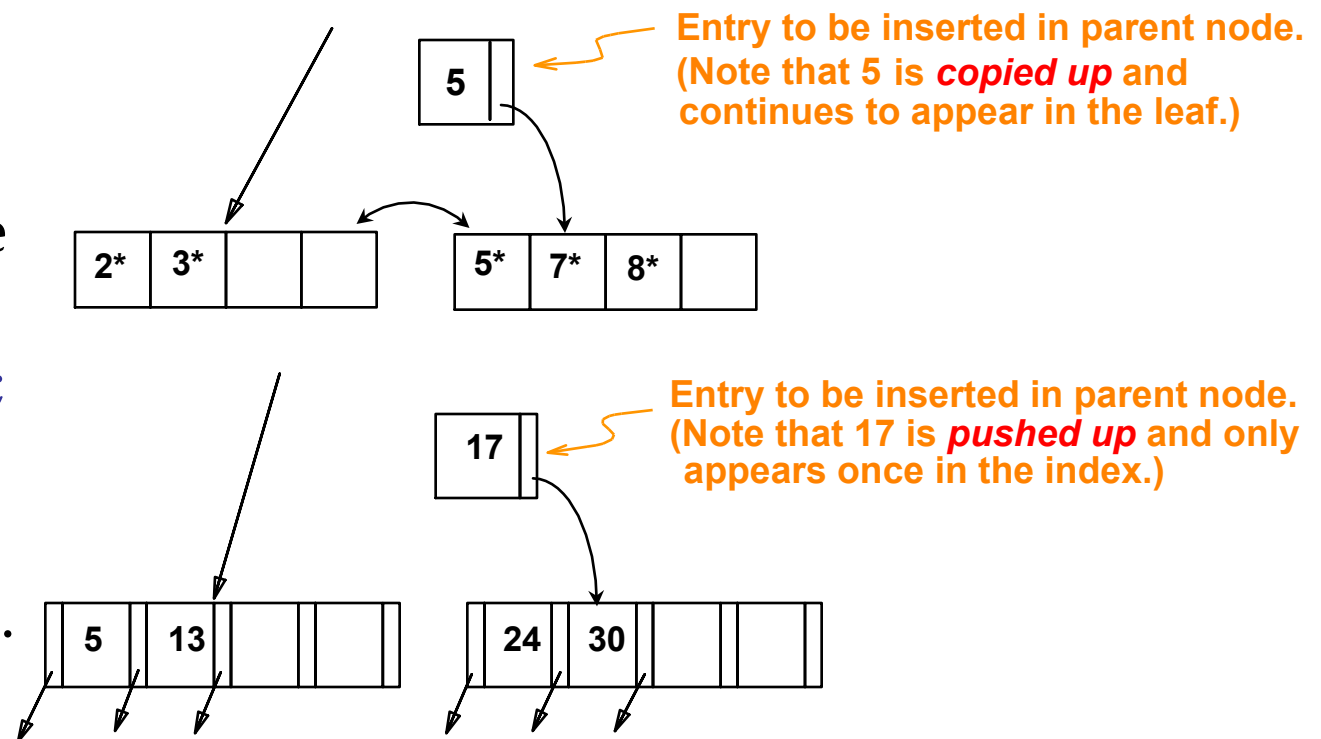 Entry to be inserted in parent node.
5
(Note that 5 is copied up and
continues to appear in the leaf.)
e
2* 3*
5* 7* 8*
;
Entry to be inserted in parent node.
17
(Note that 17 is pushed up and only
appears once in the index.)
.
5 13
24 30